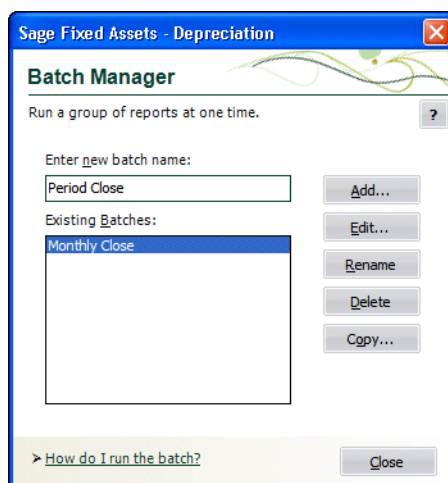 Sage Fixed Assets - Depreciation
Batch Manager
Run a group of reports at one time.
?
Enter new batch name:
Period Close
Add...
Existing Batches:
Edit...
Monthly Close
Rename
Delete
Copy...
➢ How do I run the batch?
Close